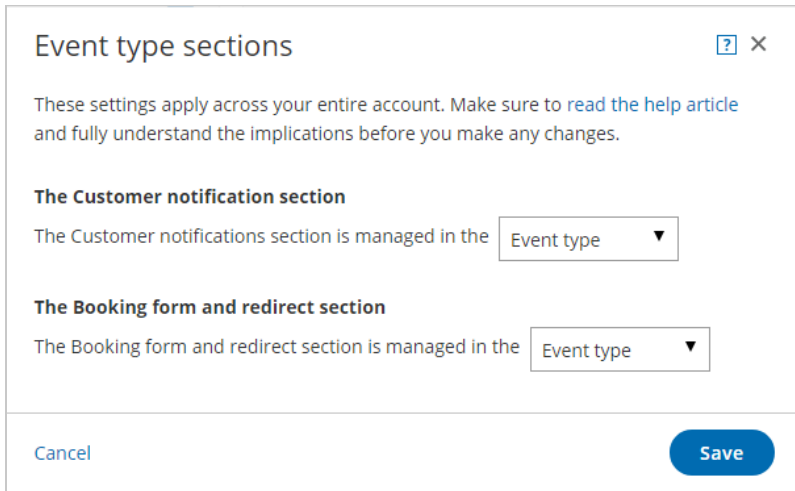 Event type sections
?
These settings apply across your entire account. Make sure to read the help article
and fully understand the implications before you make any changes.
The Customer notification section
The Customer notifications section is managed in the Event type
The Booking form and redirect section
The Booking form and redirect section is managed in the Event type
Cancel
Save